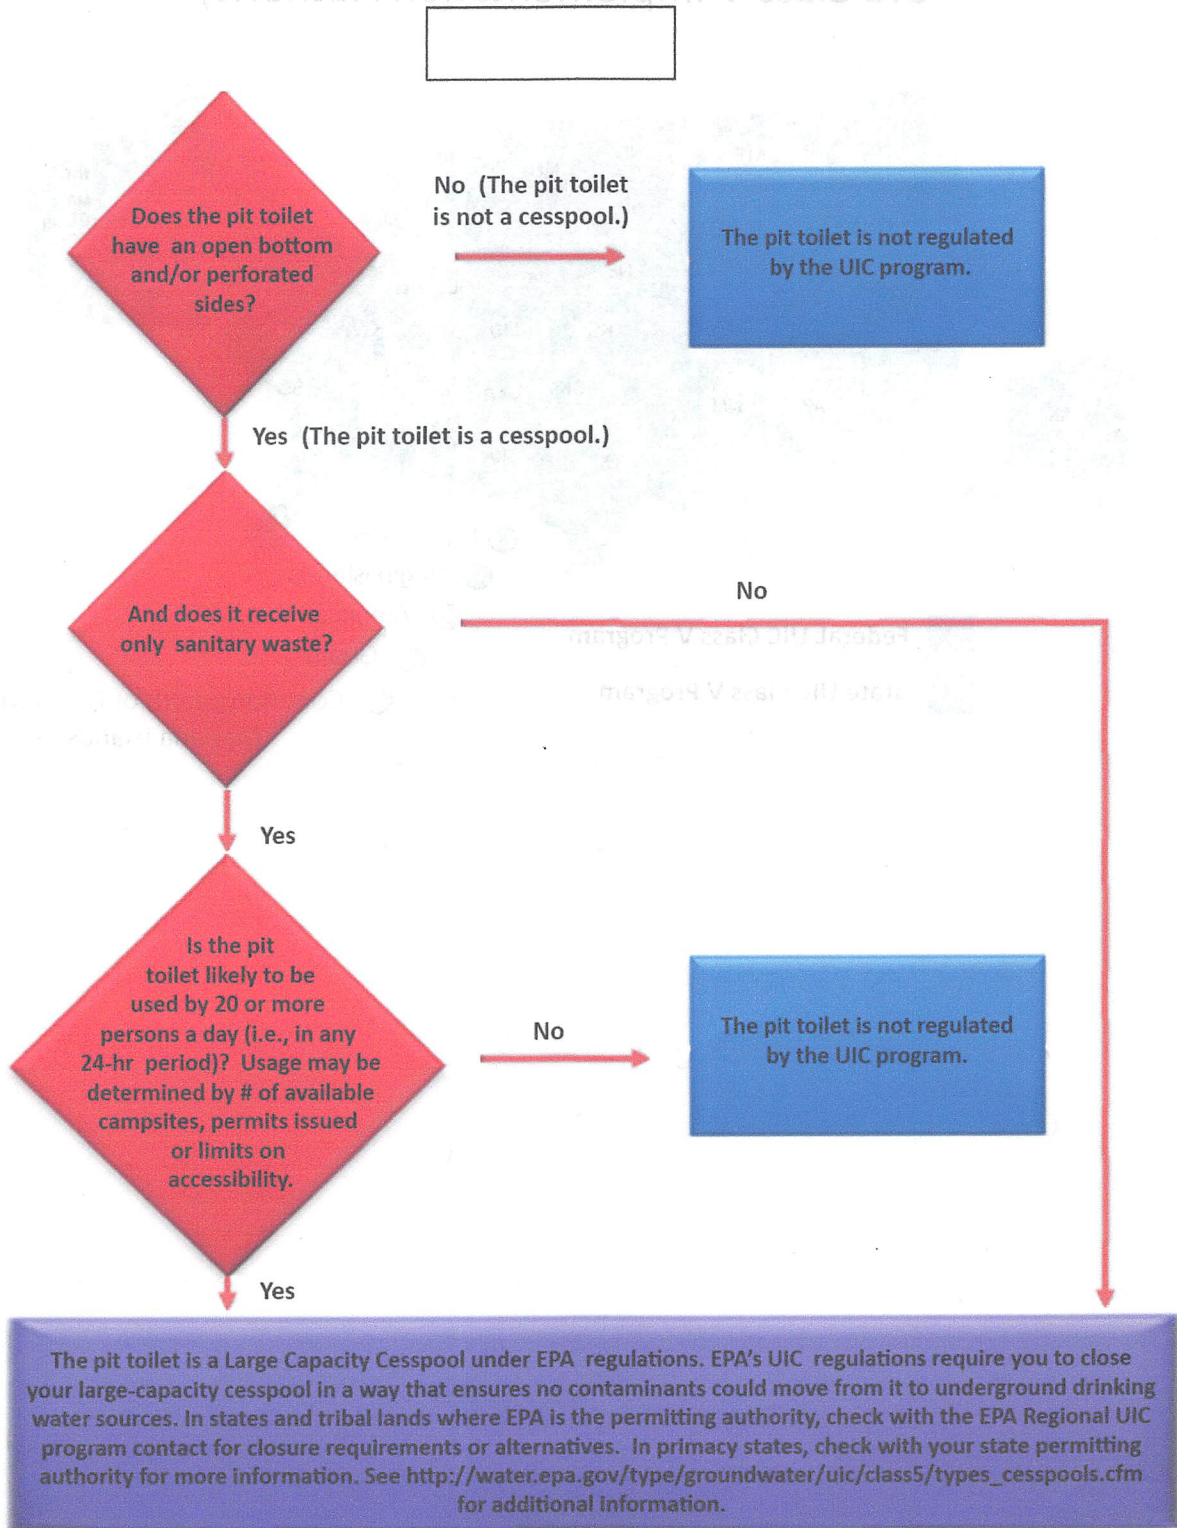 Does the pit toilet
have an open bottom
and/or perforated
sides?
No (The pit toilet
is not a cesspool.)
The pit toilet is not regulated
by the UIC program.
Yes (The pit toilet is a cesspool.)
And does it receive
only sanitary waste?
No
Federal UIC Class V Program
State UIC Class V Program
Yes
Is the pit
toilet likely to be
used by 20 or more
persons a day (i.e., in any
24-hr period)? Usage may be
determined by # of available
campsites, permits issued
or limits on
accessibility.
No
The pit toilet is not regulated
by the UIC program.
Yes
The pit toilet is a Large Capacity Cesspool under EPA regulations. EPA's UIC regulations require you to close
your large-capacity cesspool in a way that ensures no contaminants could move from it to underground drinking
water sources. In states and tribal lands where EPA is the permitting authority, check with the EPA Regional UIC
program contact for closure requirements or alternatives. In primacy states, check with your state permitting
authority for more information. See http://water.epa.gov/type/groundwater/uic/class5/types_cesspools.cfm
for additional information.